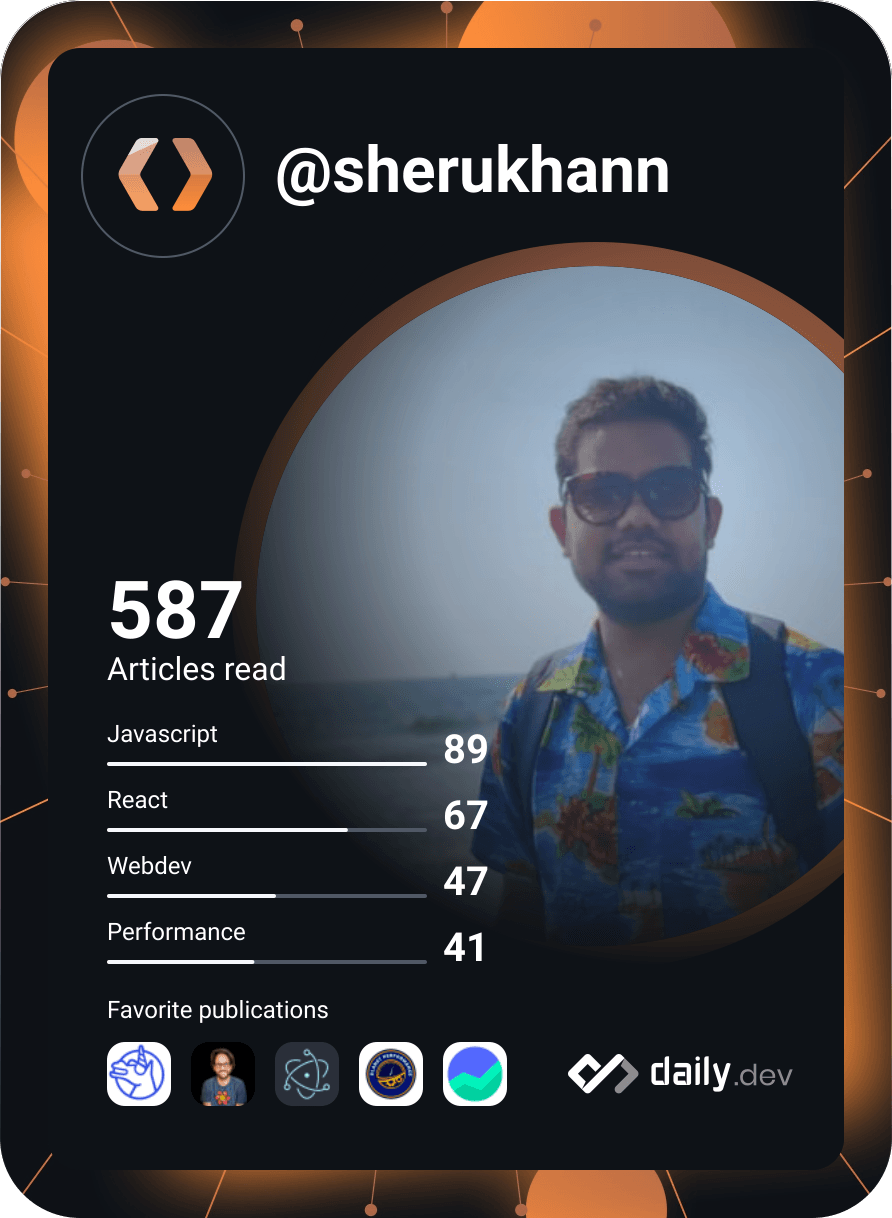 @sherukhann
587
Articles read
Javascript
89
React
67
Webdev
47
Performance
41
Favorite publications
daily.dev